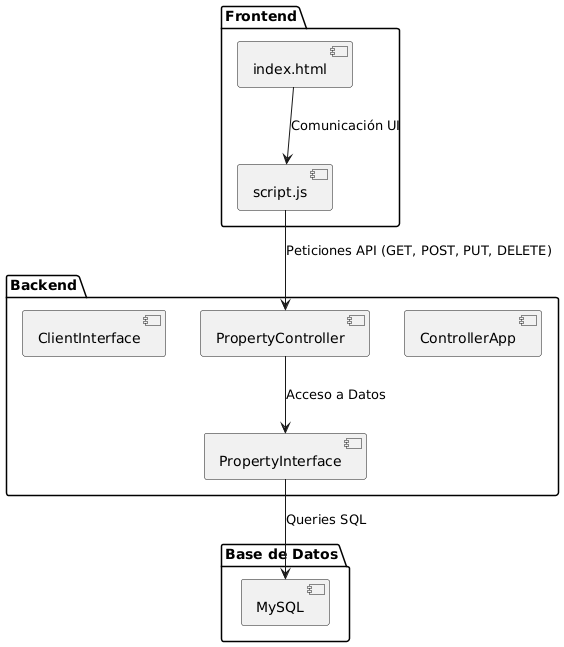 Frontend
index.html
Comunicación UI
script.js
Peticiones API (GET, POST, PUT, DELETE)
Backend
ClientInterface
PropertyController
ControllerApp
Acceso a Datos
PropertyInterface
Queries SQL
Base de Datos
MySQL